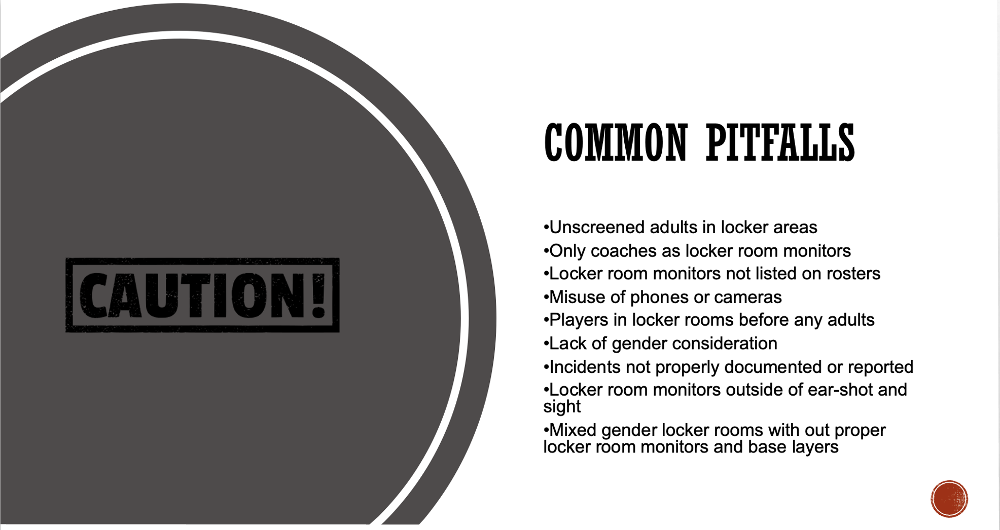 CAUTION!
COMMON PITFALLS
•Unscreened adults in locker areas
•Only coaches as locker room monitors
•Locker room monitors not listed on rosters
•Misuse of phones or cameras
•Players in locker rooms before any adults
•Lack of gender consideration
•Incidents not properly documented or reported
•Locker room monitors outside of ear-shot and
sight
•Mixed gender locker rooms with out proper
locker room monitors and base layers